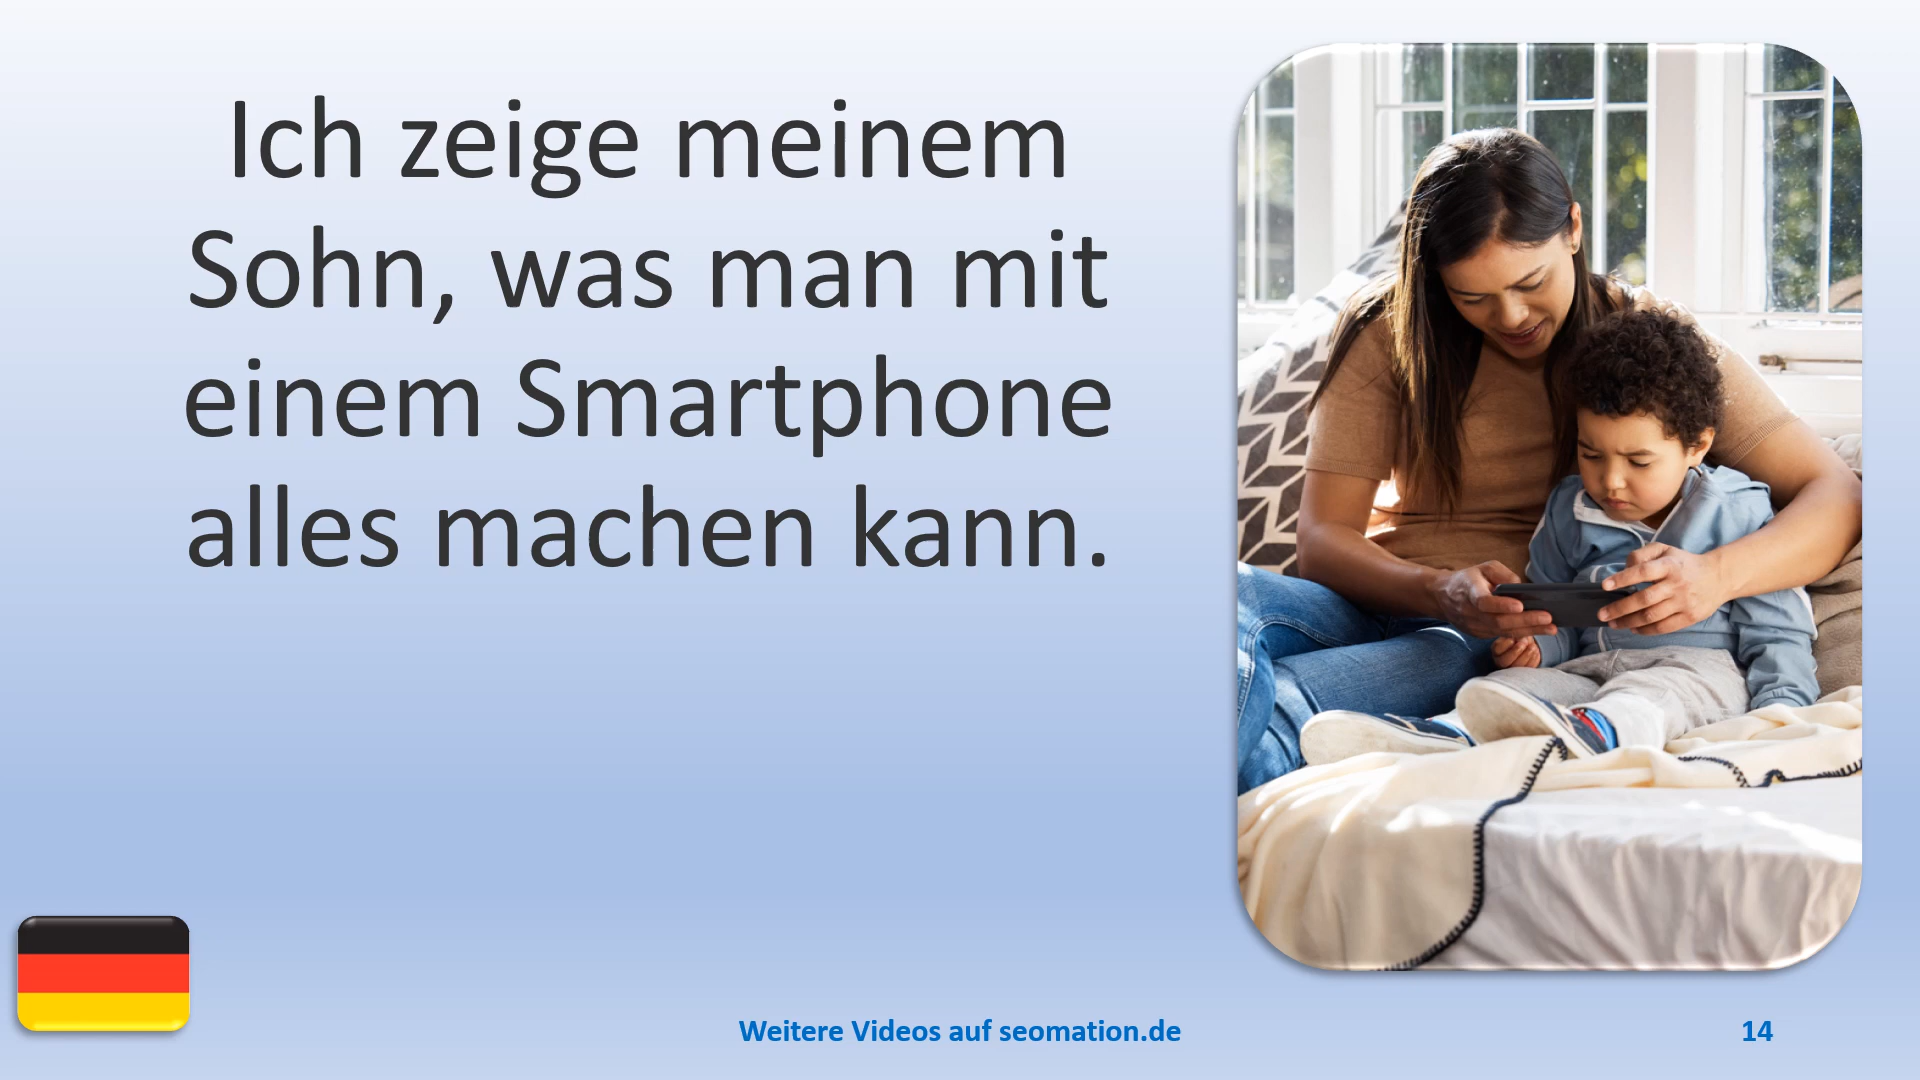 Ich zeige meinem
Sohn, was man mit
einem Smartphone
alles machen kann.
Weitere Videos auf seomation.de
14